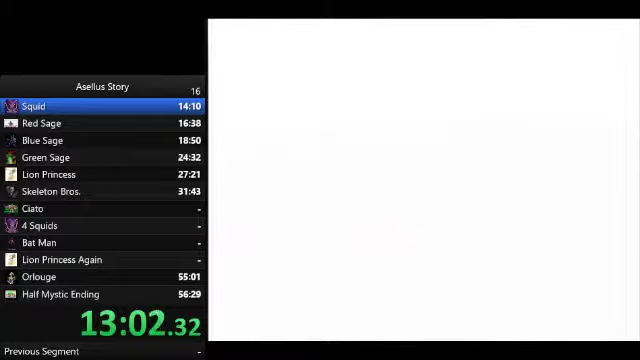 Asellus Story
16
Squid 14:10
Red Sage 16:38
Blue Sage 18:50
Green Sage 24:32
Lion Princess 27:21
Skeleton Bros. 31:43
Ciato -
4 Squids -
Bat Man -
Lion Princess Again -
Orlouge 55:01
Half Mystic Ending 56:29
13:02.32
Previous Segment -